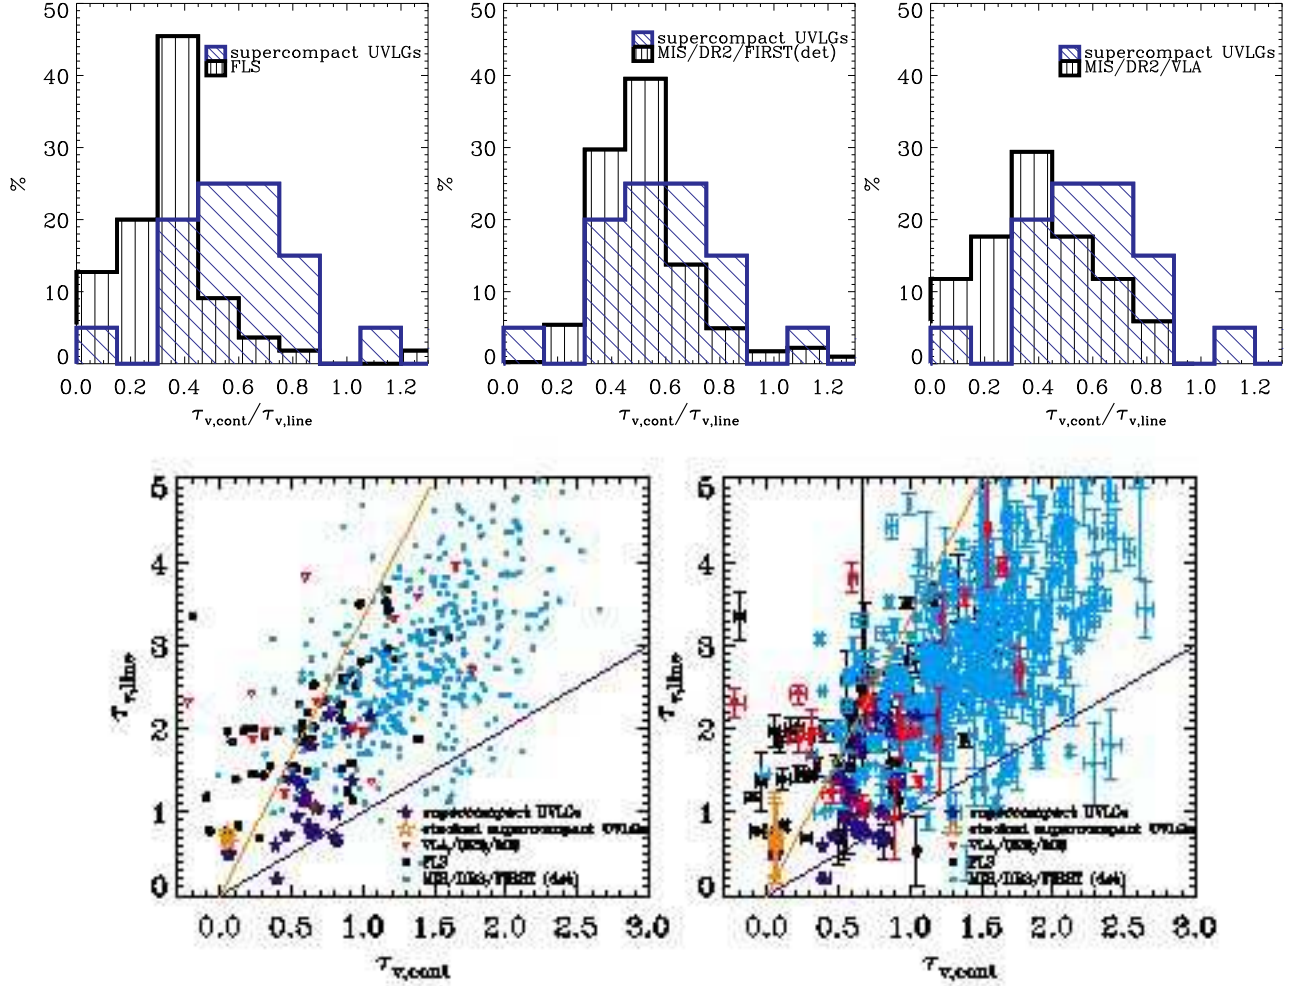 50
40
30
20
10
0
%
supercompact UVLGs
FLS
0.0 0.2 0.4 0.6 0.8 1.0 1.2
τv,cont/τv,line
50
40
30
20
10
0
%
supercompact UVLGs
MIS/DR2/FIRST(det)
0.0 0.2 0.4 0.6 0.8 1.0 1.2
τv,cont/τv,line
50
40
30
20
10
0
%
supercompact UVLGs
MIS/DR2/VLA
0.0 0.2 0.4 0.6 0.8 1.0 1.2
τv,cont/τv,line
5
4
3
2
1
0
τv,line
supercompact UVLGs
stacked supercompact UVLGs
FLS
0.0 0.5 1.0 1.5 2.0 2.5 3.0
τv,cont
5
4
3
2
1
0
τv,line
supercompact UVLGs
stacked supercompact UVLGs
FLS
0.0 0.5 1.0 1.5 2.0 2.5 3.0
τv,cont